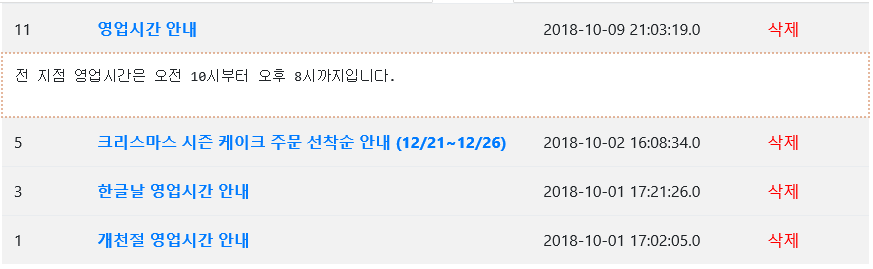 11 영업시간 안내 2018-10-09 21:03:19.0 삭제
전 지점 영업시간은 오전 10시부터 오후 8시까지입니다.
5 크리스마스 시즌 케이크 주문 선착순 안내 (12/21~12/26) 2018-10-02 16:08:34.0 삭제
3 한글날 영업시간 안내 2018-10-01 17:21:26.0 삭제
1 개천절 영업시간 안내 2018-10-01 17:02:05.0 삭제